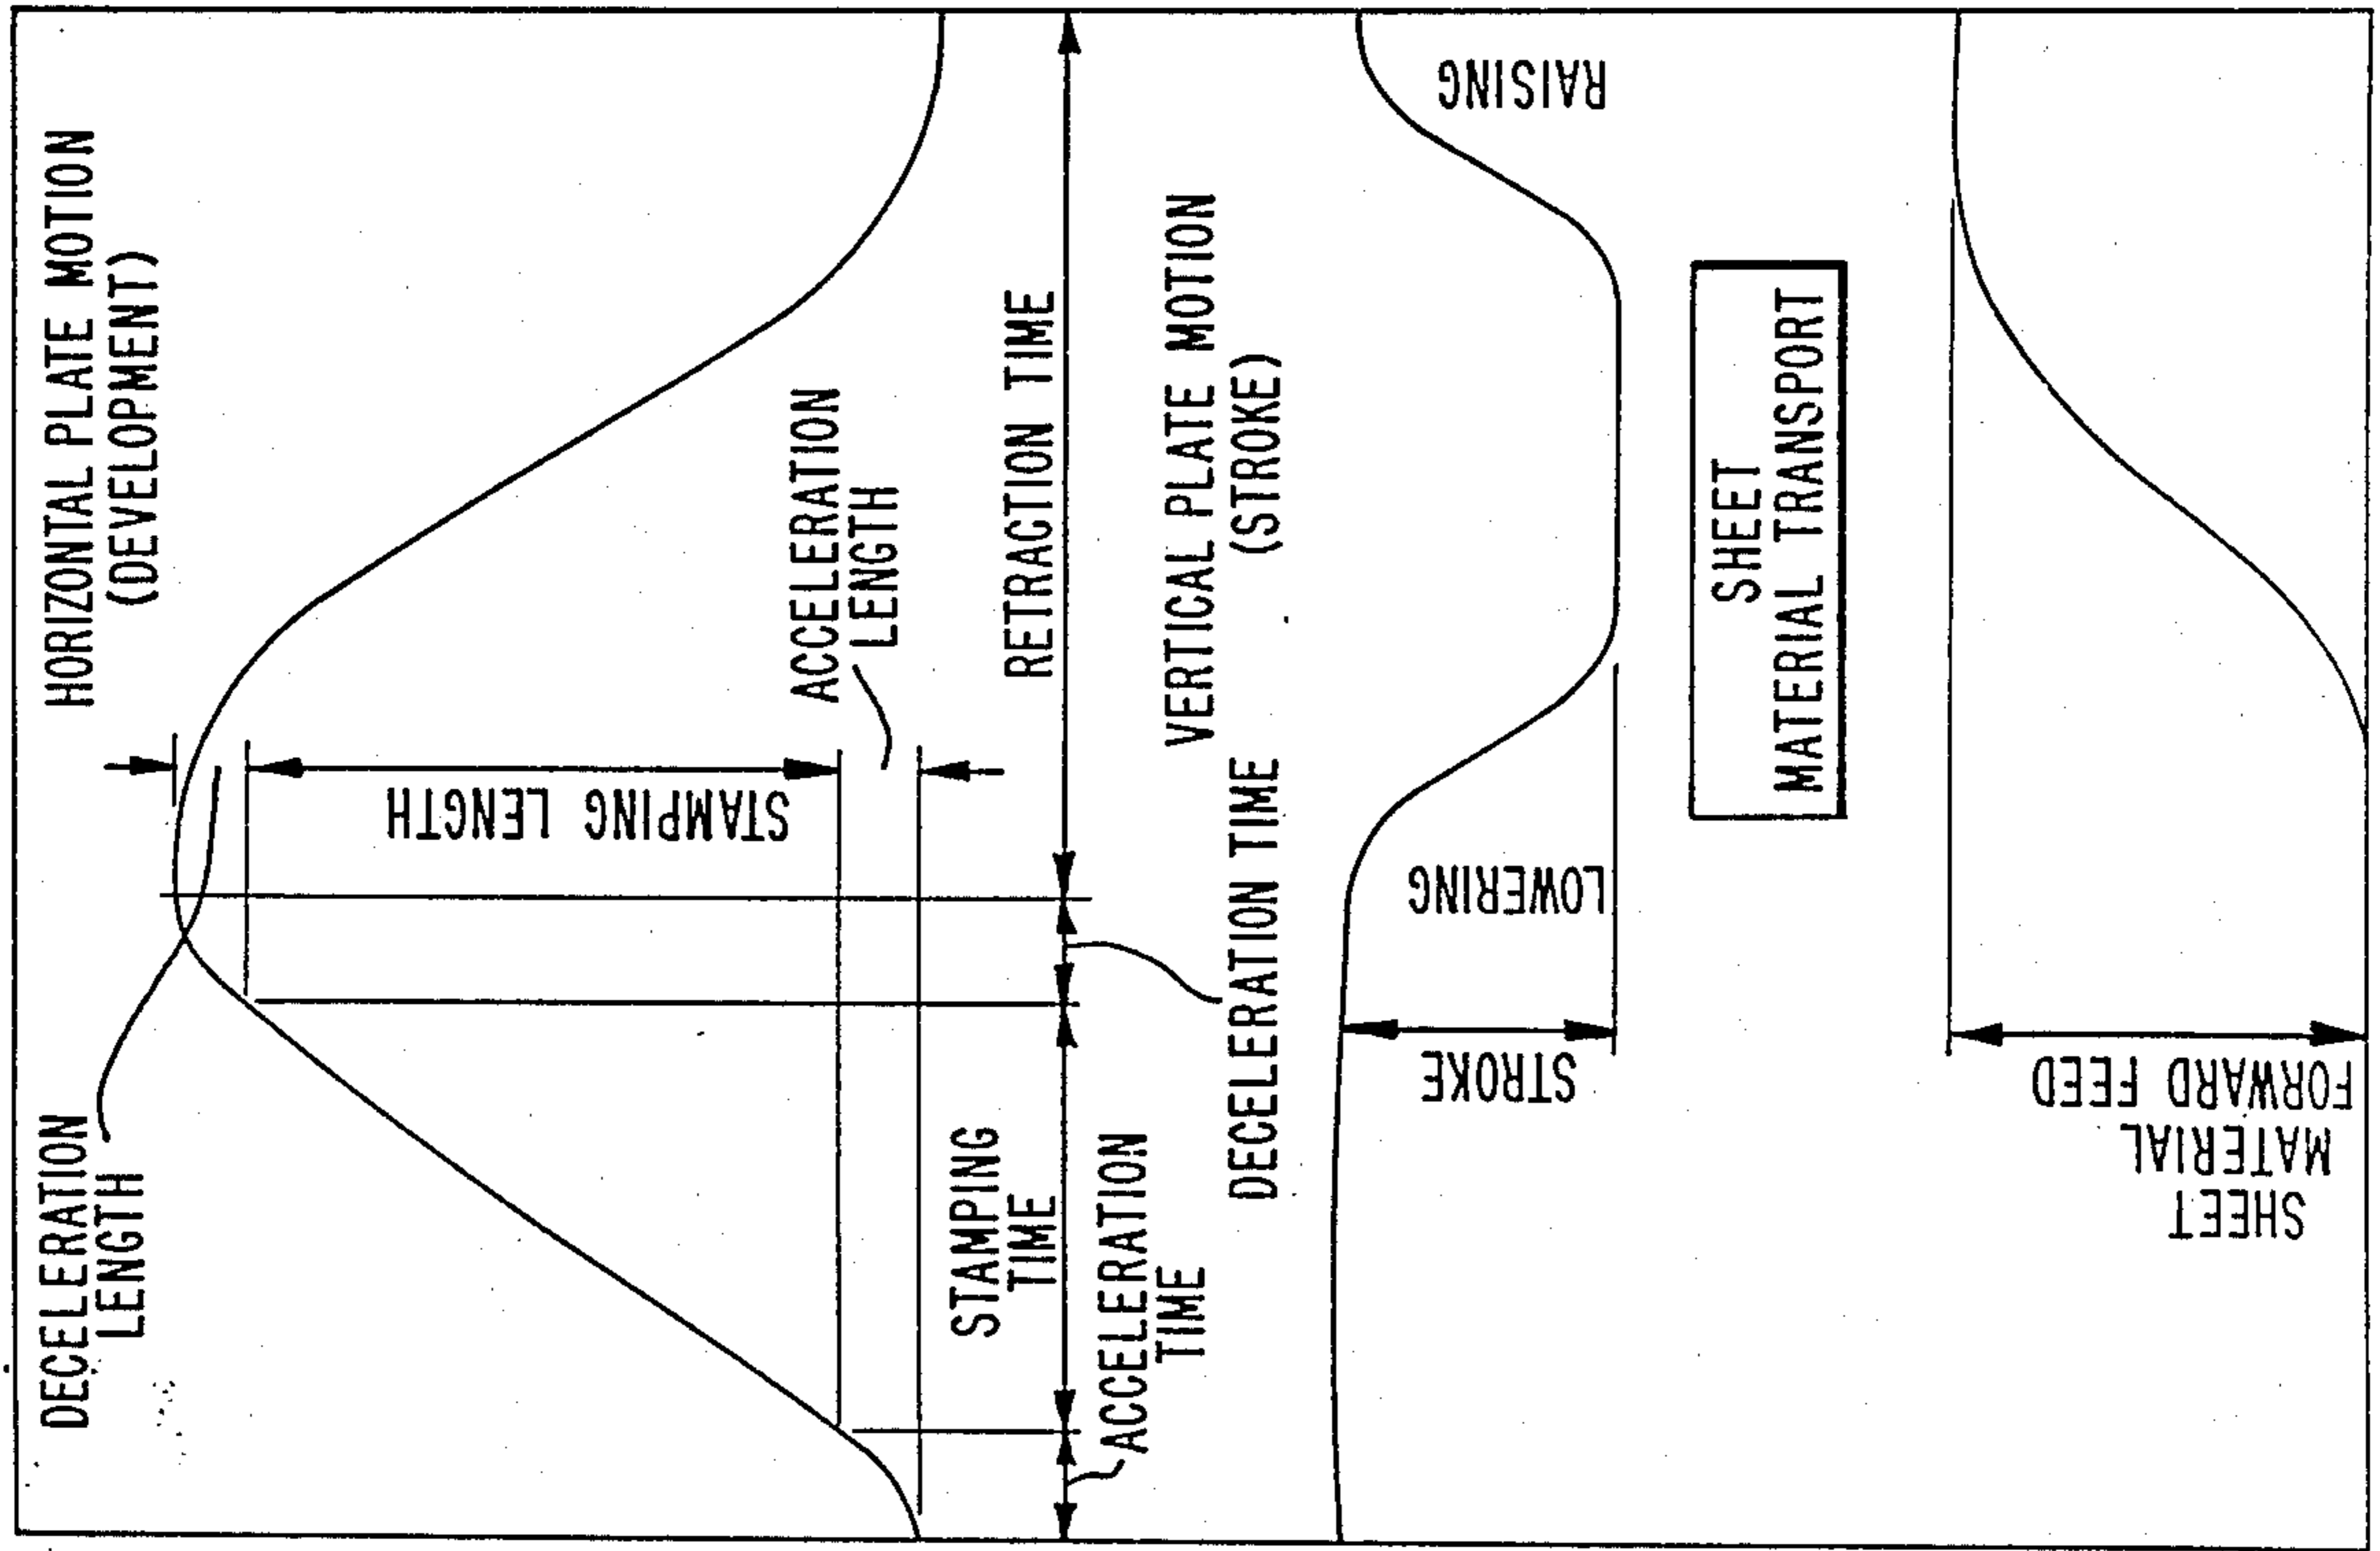 HORIZONTAL PLATE MOTION
(DEVELOPMENT)
DECELERATION
LENGTH
STAMPING LENGTH
ACCELERATION
LENGTH
STAMPING
TIME
RETRACTION TIME
ACCELERATION
TIME
DECELERATION TIME
VERTICAL PLATE MOTION
(STROKE)
STROKE
LOWERING
RAISING
SHEET
MATERIAL TRANSPORT
SHEET
MATERIAL
FORWARD FEED